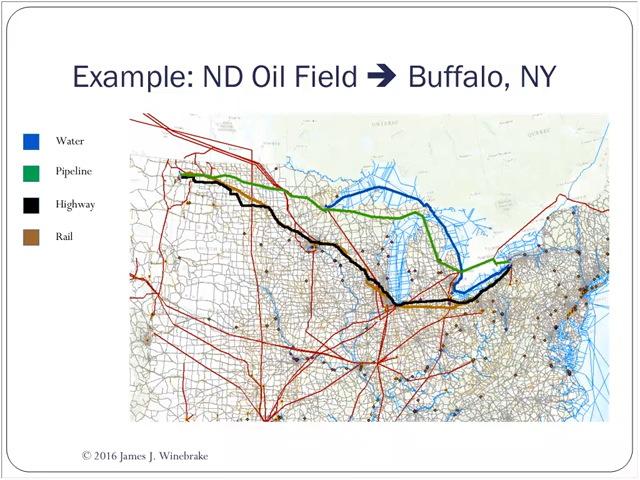 Example: ND Oil Field ➔ Buffalo, NY
Water
Pipeline
Highway
Rail
© 2016 James J. Winebrake